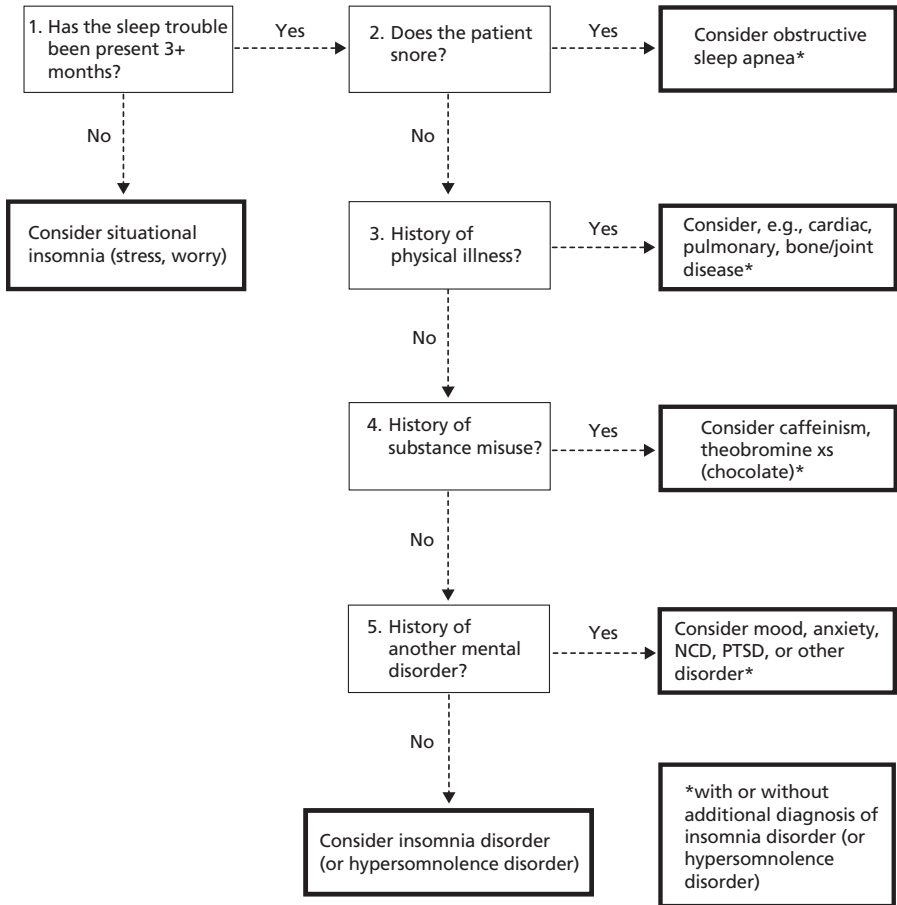 1. Has the sleep trouble
been present 3+
months?
Yes
2. Does the patient
snore?
Yes
Consider obstructive
sleep apnea*
No
No
Consider situational
insomnia (stress, worry)
3. History of
physical illness?
Yes
Consider, e.g., cardiac,
pulmonary, bone/joint
disease*
No
4. History of
substance misuse?
Yes
Consider caffeinism,
theobromine xs
(chocolate)*
No
5. History of
another mental
disorder?
Yes
Consider mood, anxiety,
NCD, PTSD, or other
disorder*
No
Consider insomnia disorder
(or hypersomnolence disorder)
*with or without
additional diagnosis of
insomnia disorder (or
hypersomnolence
disorder)